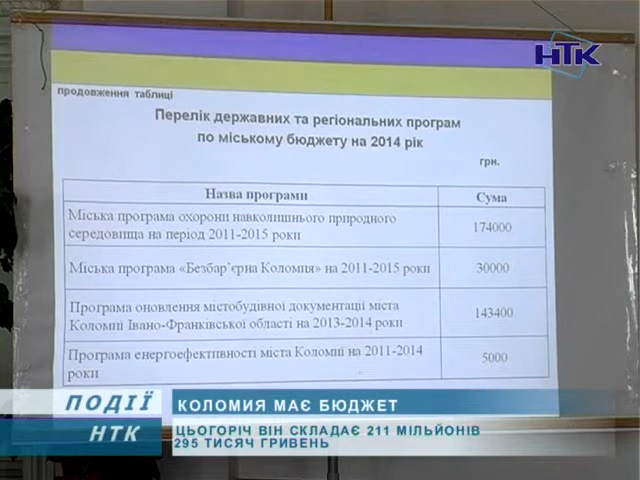 НТК
продовження таблиці
Перелік державних та регіональних програм
по міському бюджету на 2014 рік
грн.
Назва програми Сума
Міська програма охорони навколишнього природного
середовища на період 2011-2015 роки 174000
Міська програма «Безбар’єрна Коломия» на 2011-2015 роки 30000
Програма оновлення містобудівної документації міста
Коломиї Івано-Франківської області на 2013-2014 роки 143400
Програма енергоефективності міста Коломиї на 2011-2014
роки 5000
ПОДІЇ
НТК
КОЛОМИЯ МАЄ БЮДЖЕТ
ЦЬОГОРІЧ ВІН СКЛАДАЄ 211 МІЛЬЙОНІВ
295 ТИСЯЧ ГРИВЕНЬ